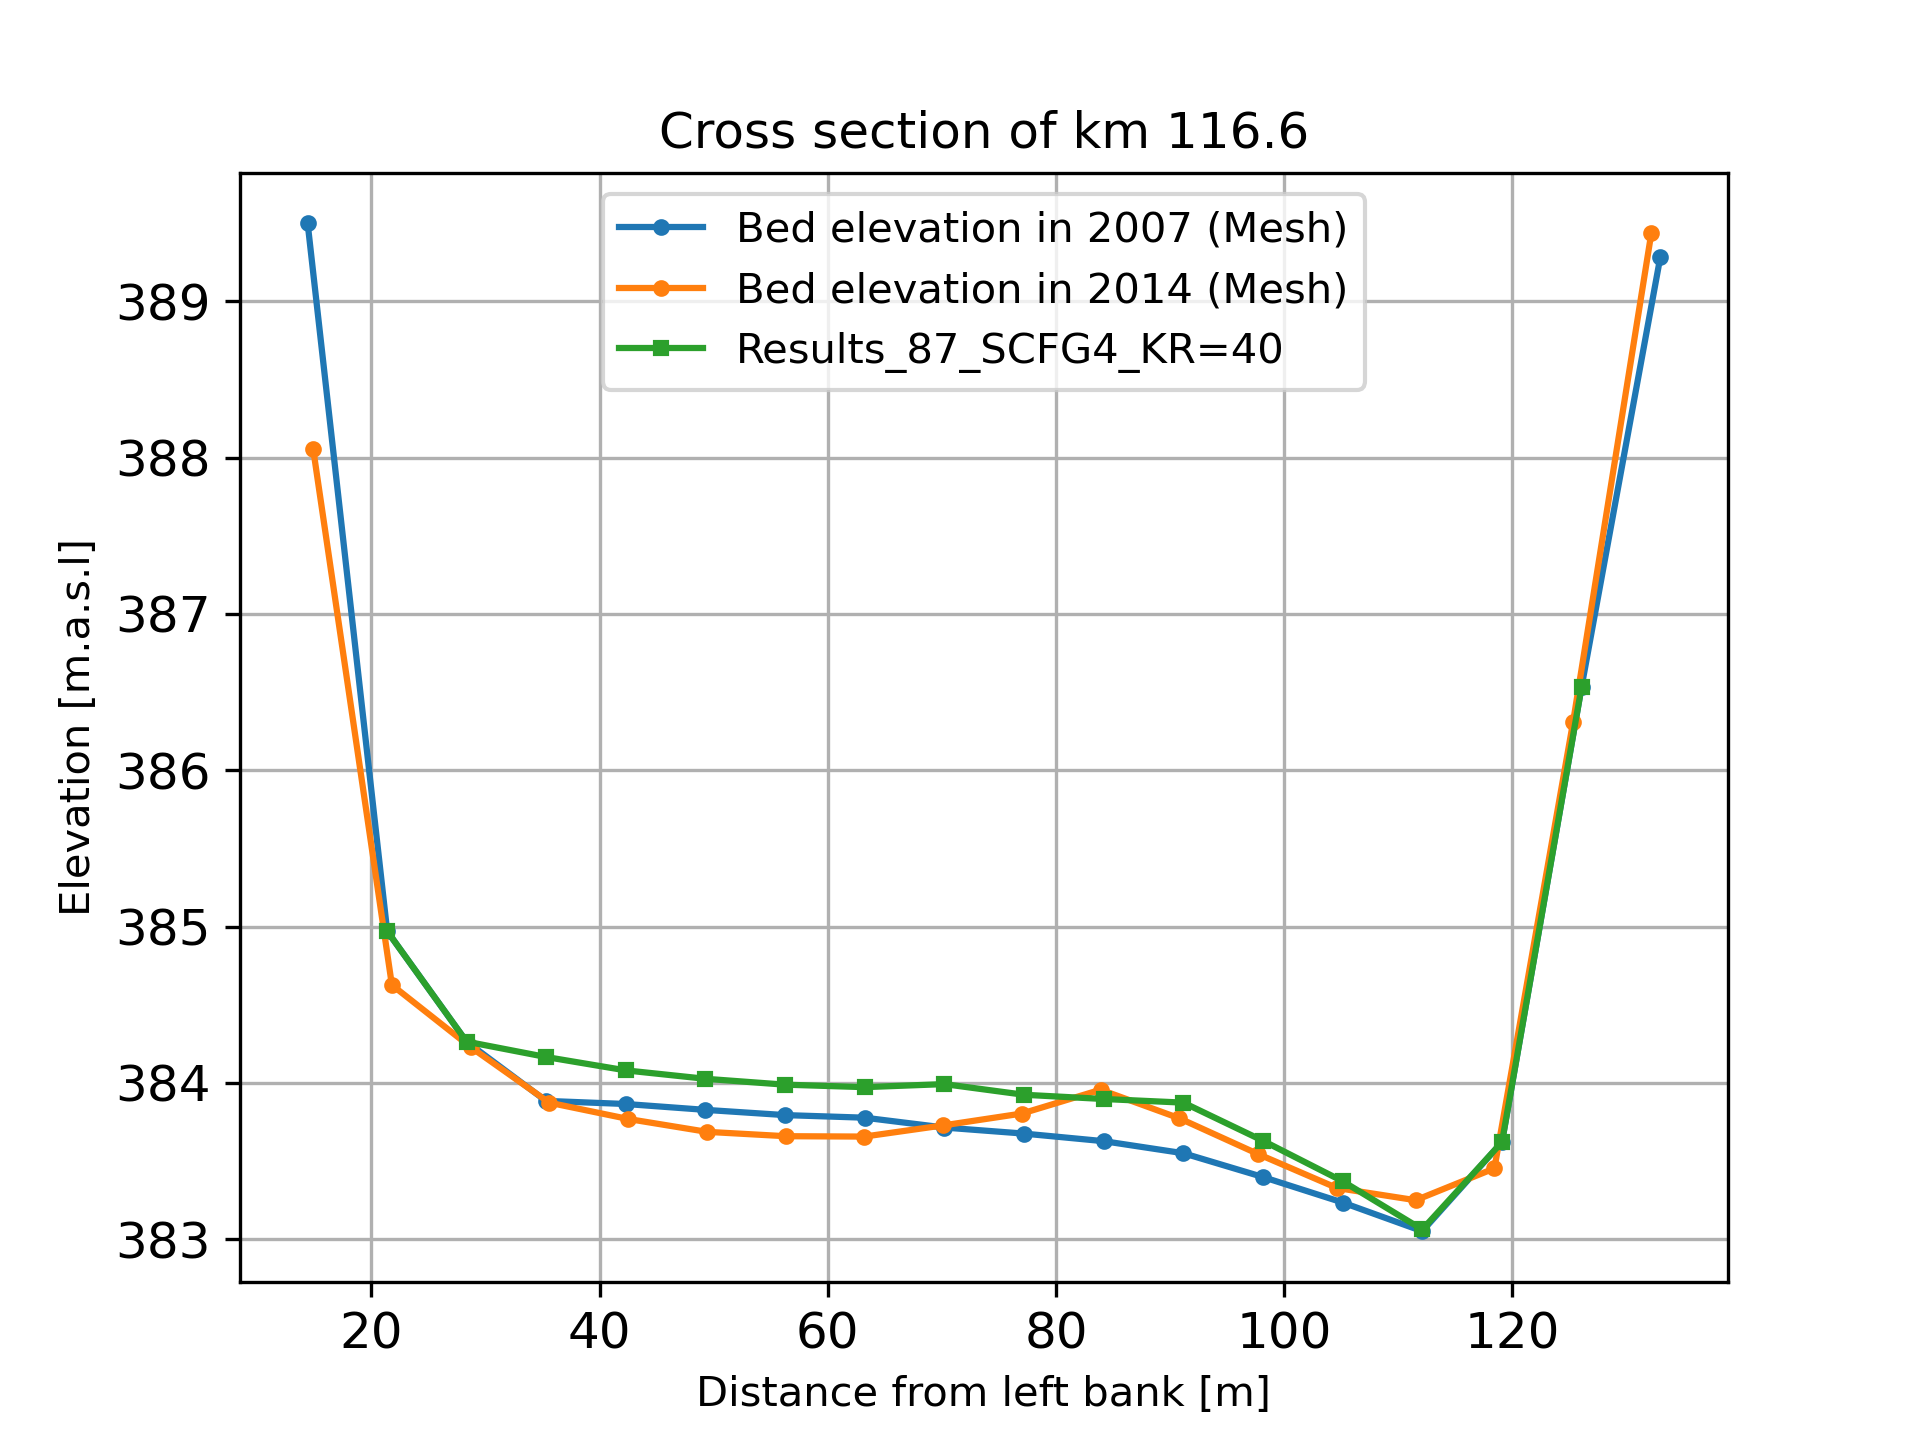 Cross section of km 116.6
Bed elevation in 2007 (Mesh)
Bed elevation in 2014 (Mesh)
Results_87_SCFG4_KR=40
Elevation [m.a.s.l]
389
388
387
386
385
384
383
20 40 60 80 100 120
Distance from left bank [m]